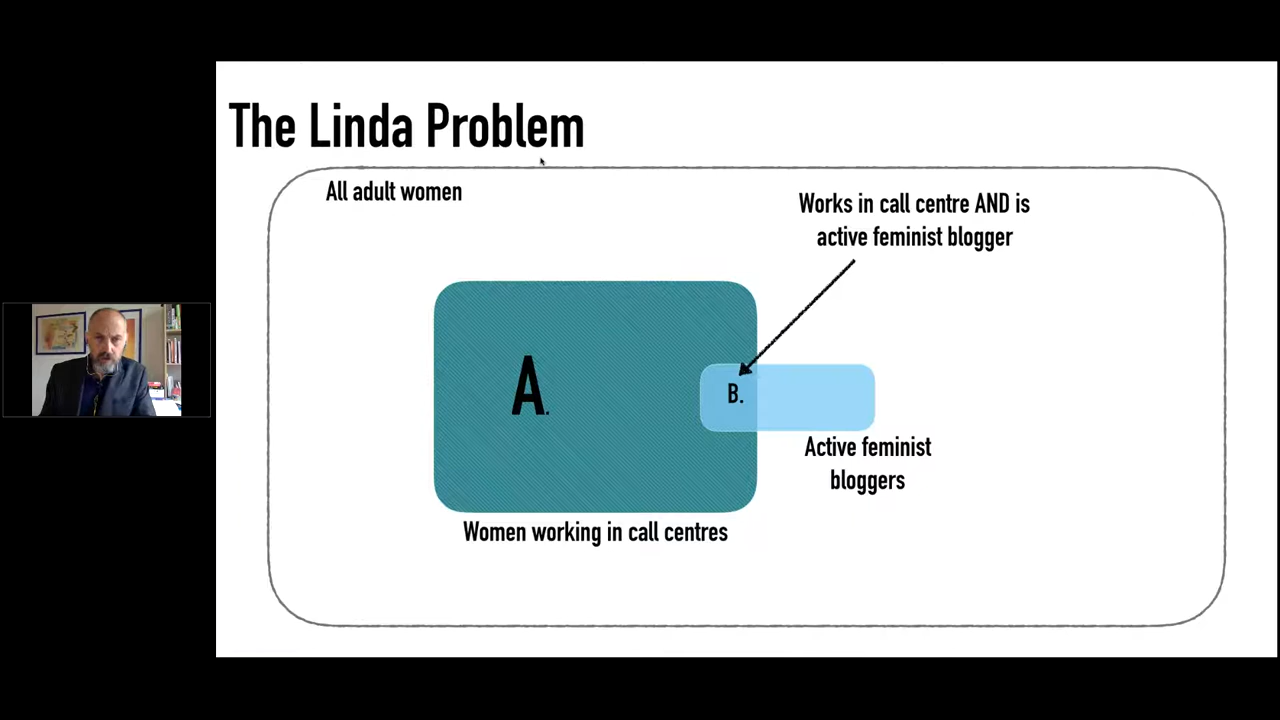 The Linda Problem
All adult women
Works in call centre AND is
active feminist blogger
A.
B.
Active feminist
bloggers
Women working in call centres